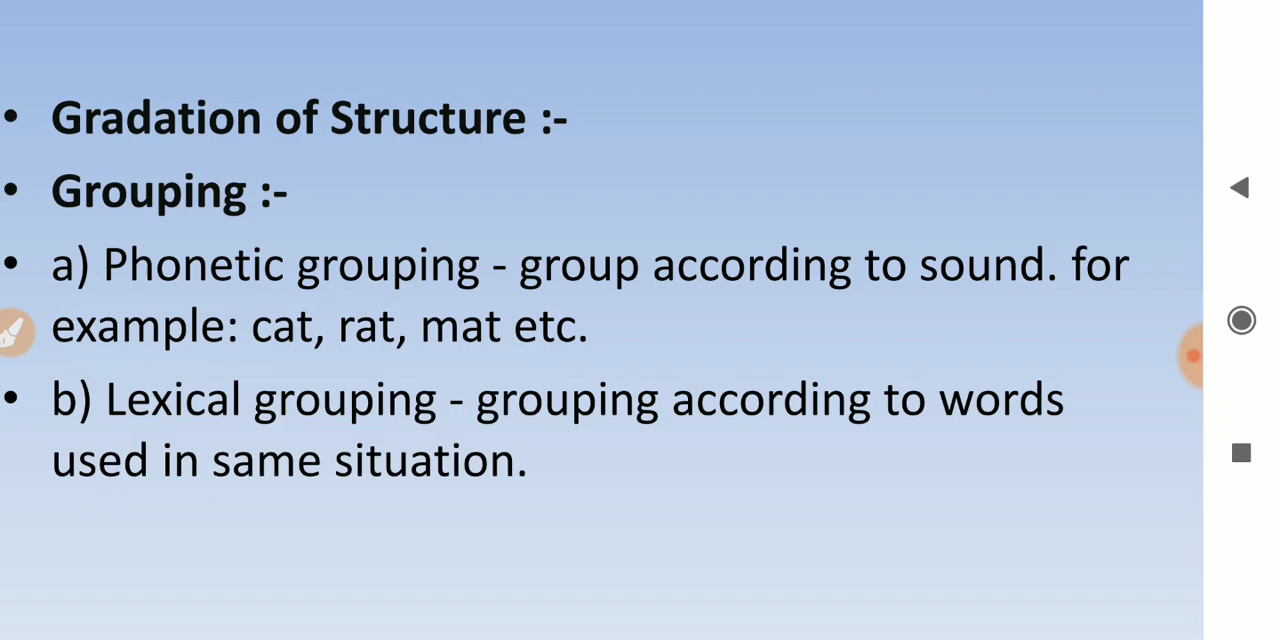 • Gradation of Structure :-
• Grouping :-
• a) Phonetic grouping - group according to sound. for
example: cat, rat, mat etc.
• b) Lexical grouping - grouping according to words
used in same situation.